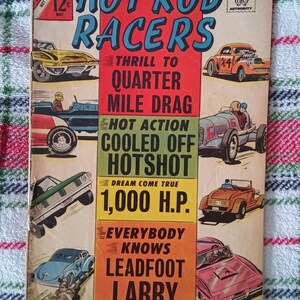 12¢
HOT ROD
RACERS
AUTHORITY
THRILL TO
QUARTER
MILE DRAG
HOT ACTION
COOLED OFF
HOTSHOT
DREAM COME TRUE
1,000 H.P.
EVERYBODY
KNOWS
LEADFOOT
LARRY